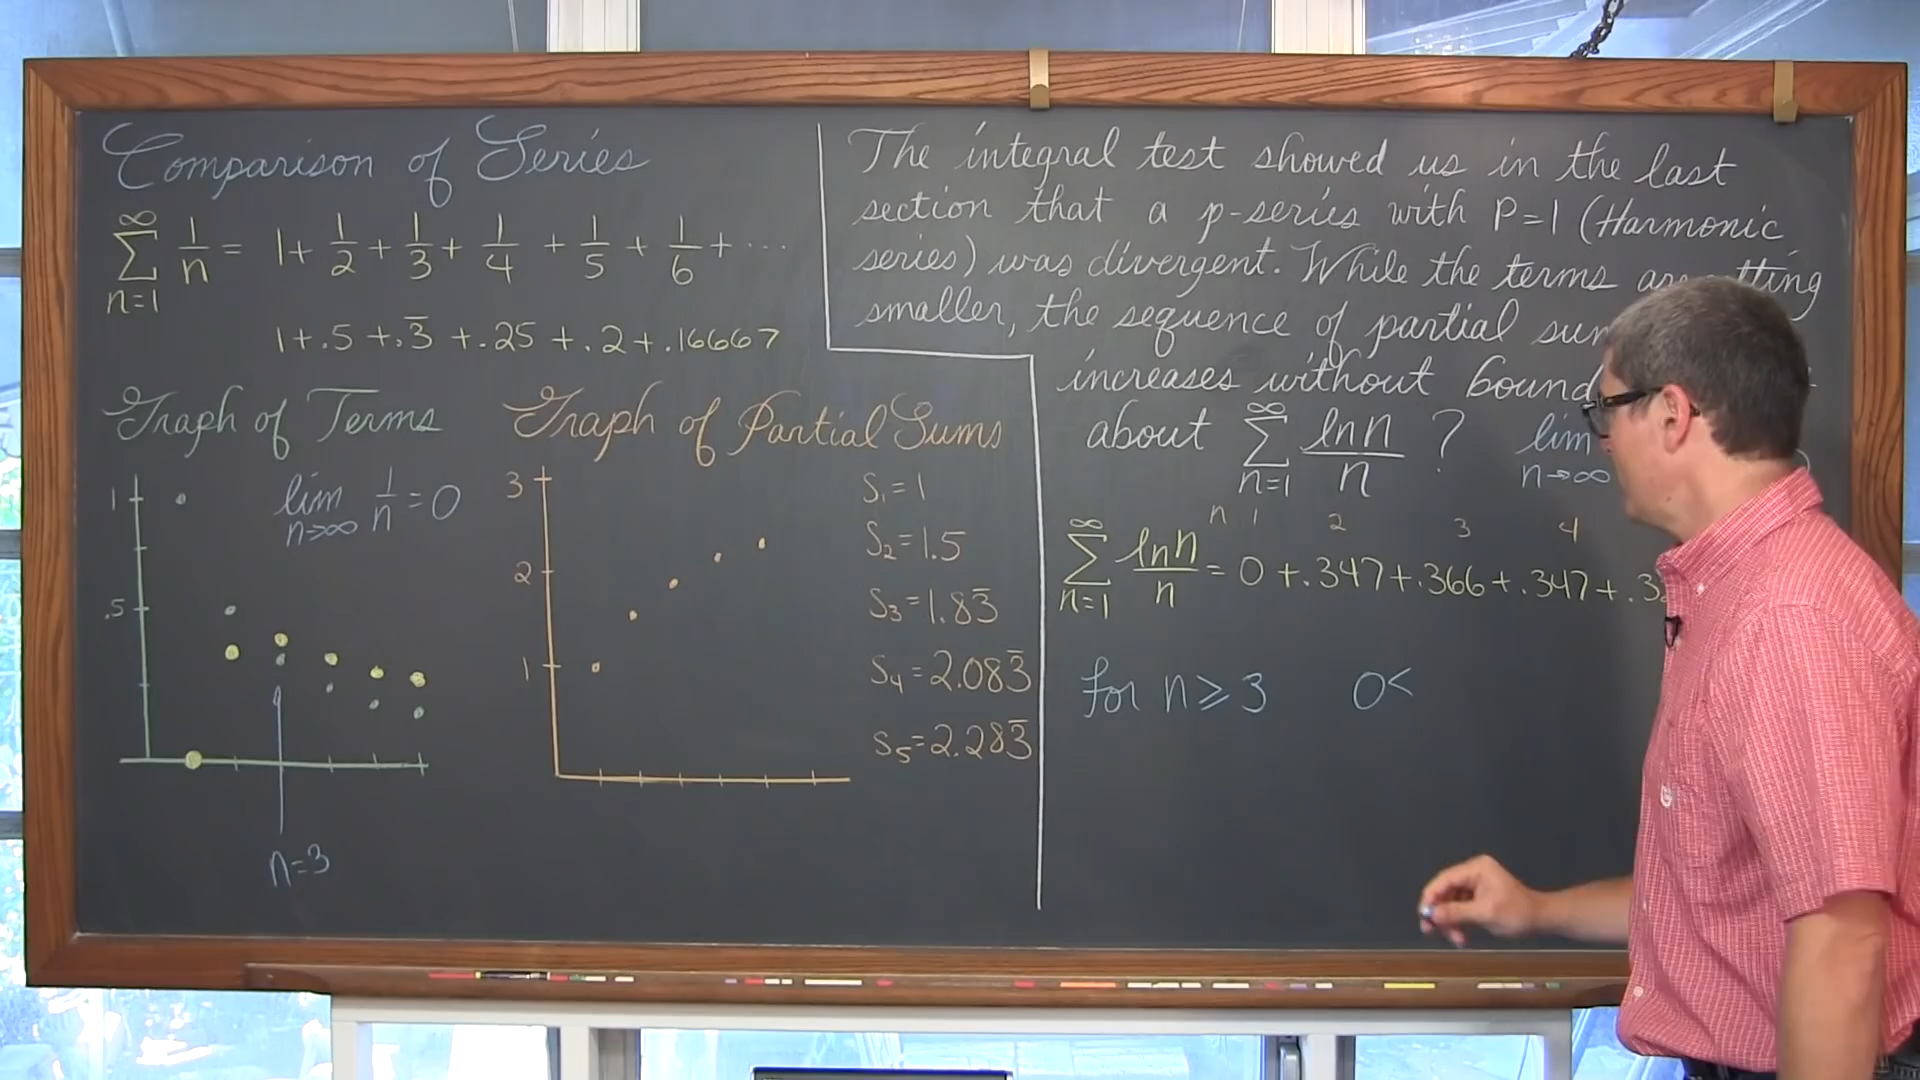 Comparison of Series
∞ Σ n=1 1/n = 1 + 1/2 + 1/3 + 1/4 + 1/5 + 1/6 + ···
1 + .5 + .3̅ + .25 + .2 + .16667
Graph of Terms
1
.5
lim n→∞ 1/n = 0
n=3
Graph of Partial Sums
3
2
1
S₁=1
S₂=1.5
S₃=1.83̅
S₄=2.083̅
S₅=2.283̅
The integral test showed us in the last
section that a p-series with P=1 (Harmonic
series) was divergent. While the terms are
smaller, the sequence of partial
increases without bound
about ∞ Σ n=1 ln n / n ? lim n→∞
n 1 2 3 4
∞ Σ n=1 ln n / n = 0 + .347 + .366 + .347 + .3
for n ⩾ 3 0 <